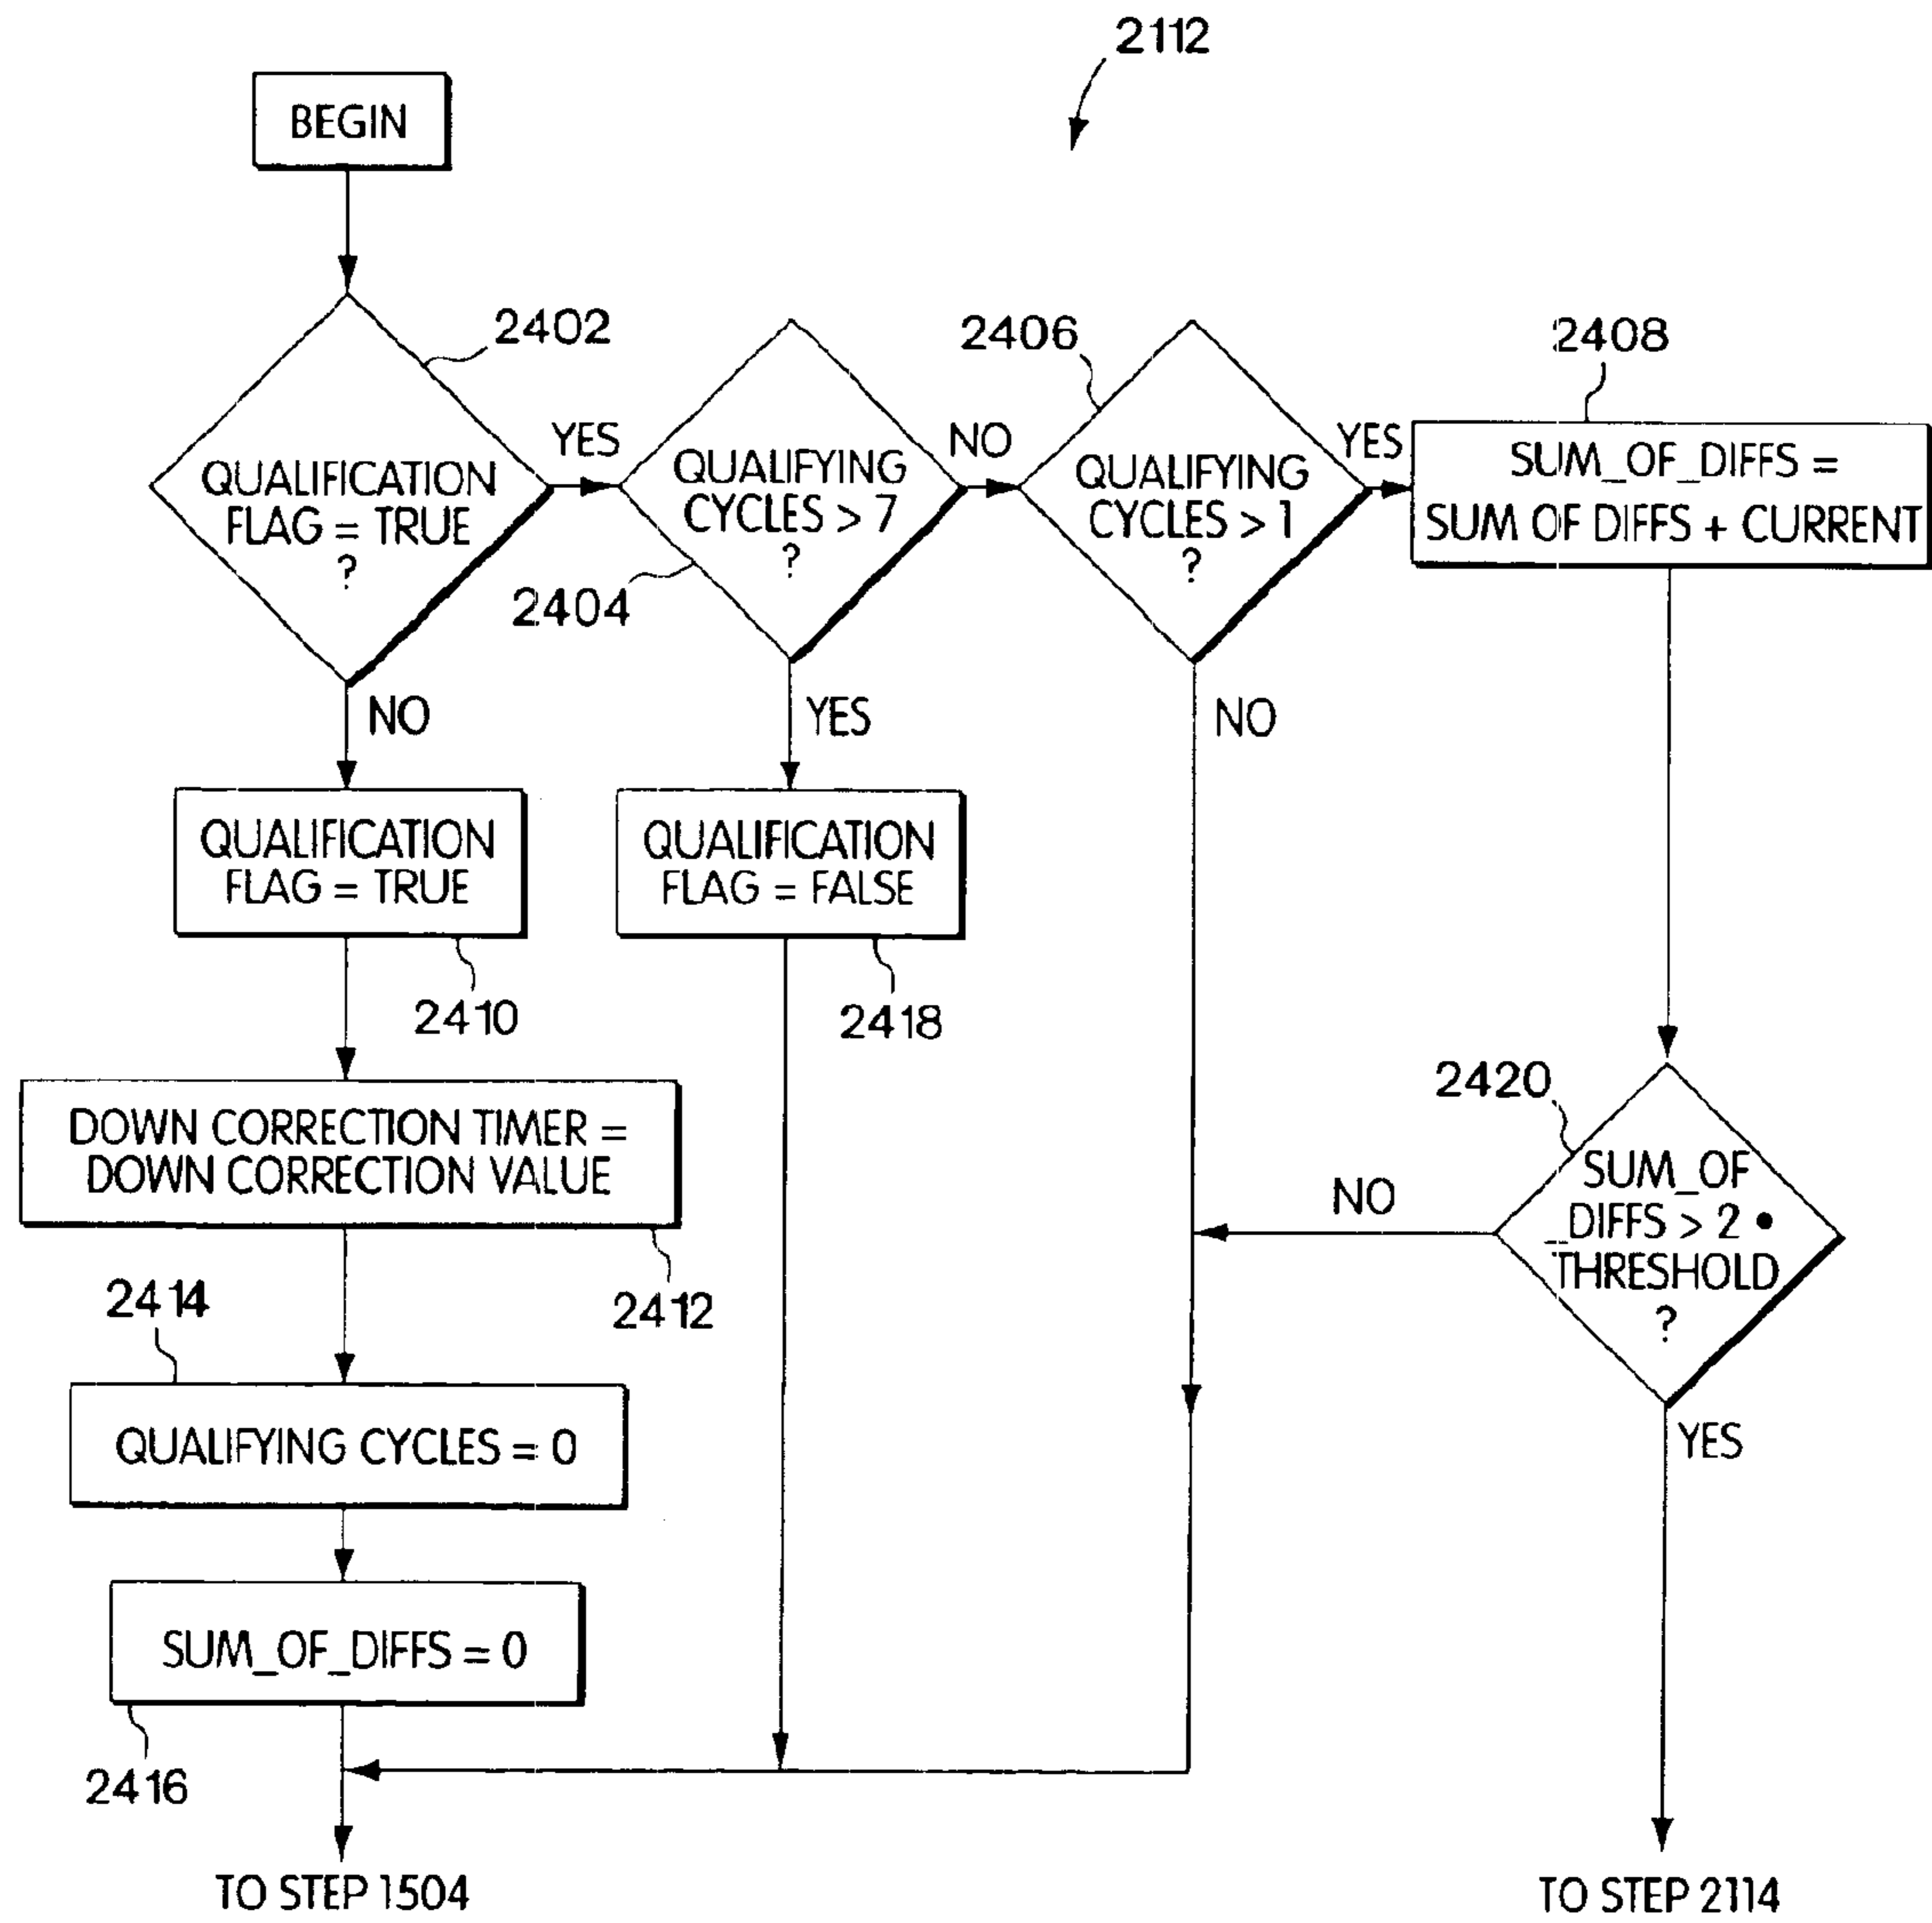 2112
BEGIN
2402
QUALIFICATION
FLAG = TRUE
?
YES
NO
2404
QUALIFYING
CYCLES > 7
?
NO
YES
2406
QUALIFYING
CYCLES > 1
?
YES
NO
2408
SUM_OF_DIFFS =
SUM OF DIFFS + CURRENT
QUALIFICATION
FLAG = TRUE
2410
QUALIFICATION
FLAG = FALSE
2418
DOWN CORRECTION TIMER =
DOWN CORRECTION VALUE
2412
2420
SUM_OF
_DIFFS > 2 •
THRESHOLD
?
NO
YES
2414
QUALIFYING CYCLES = 0
SUM_OF_DIFFS = 0
2416
TO STEP 1504
TO STEP 2114